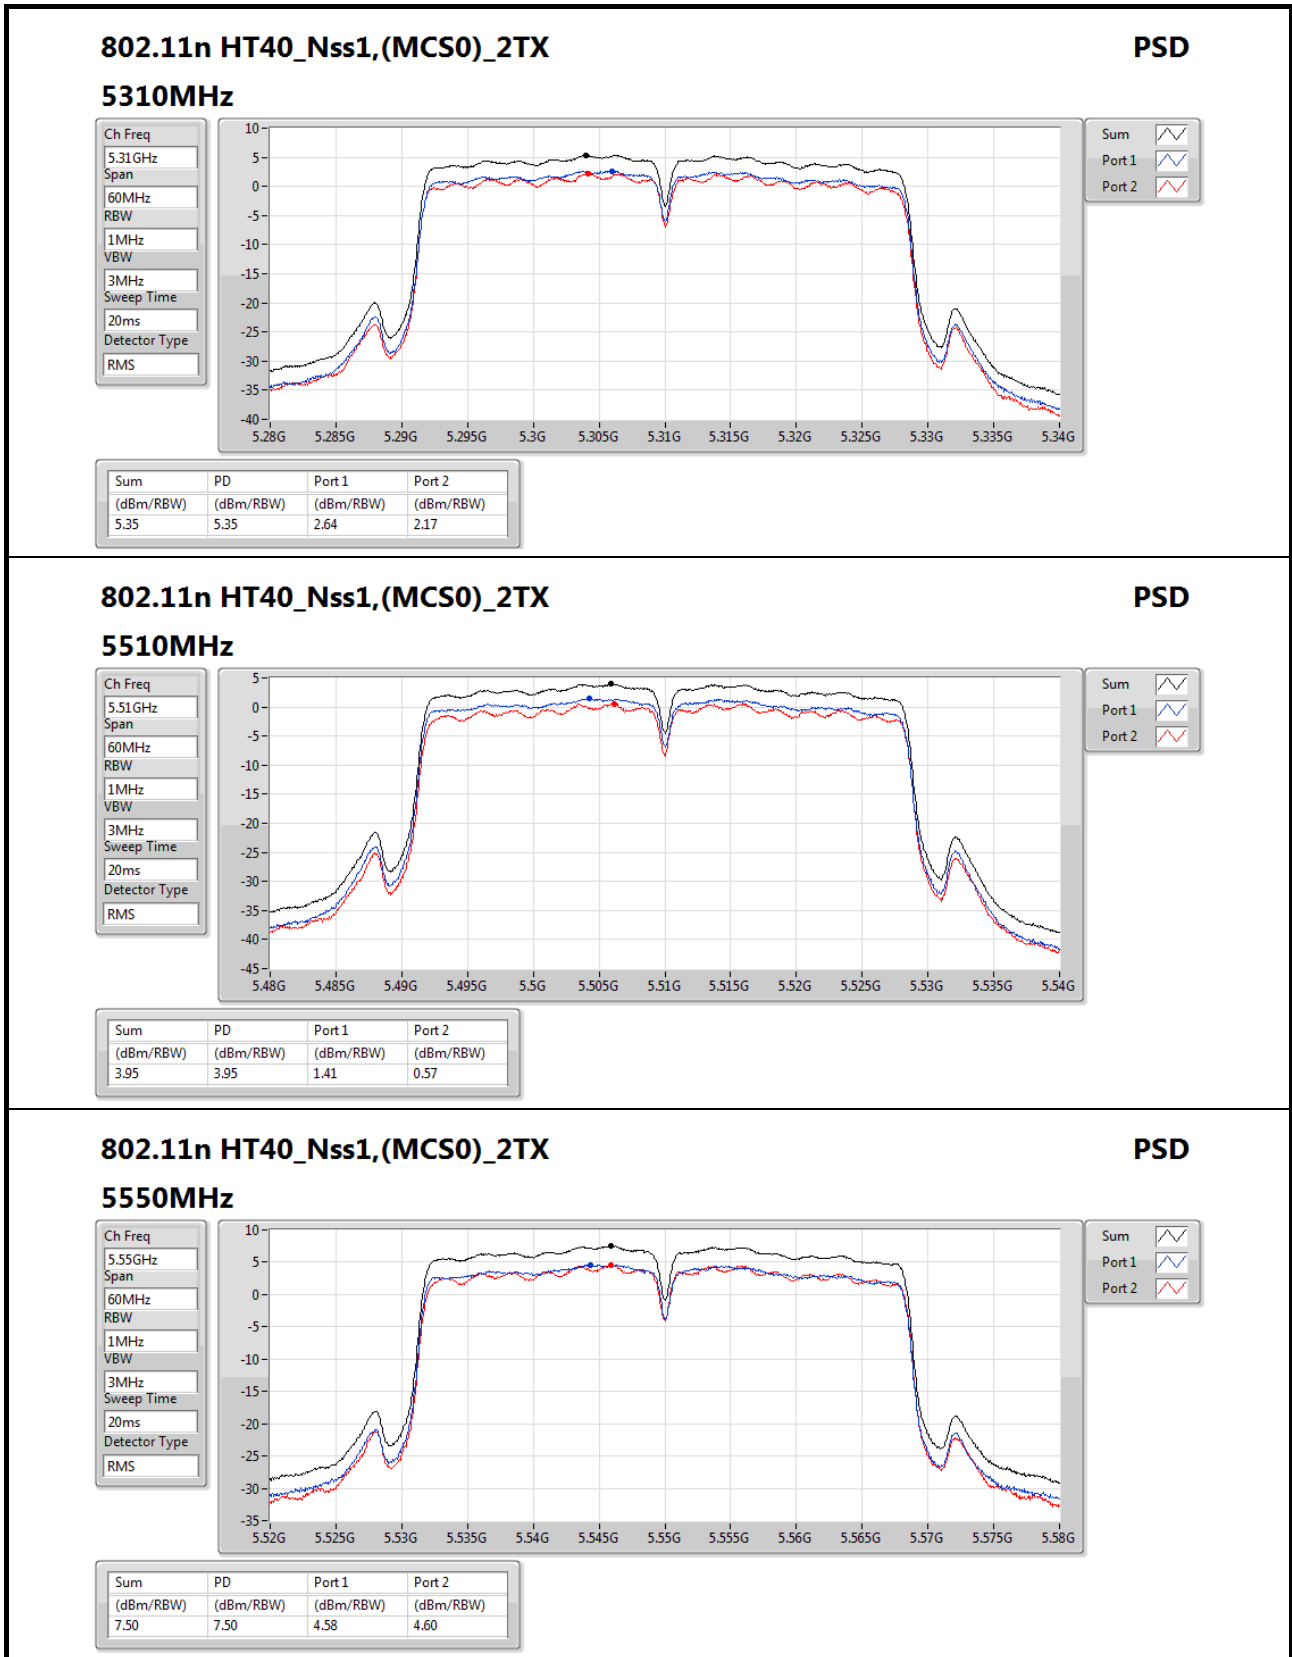 802.11n HT40_Nss1,(MCS0)_2TX PSD
5310MHz
Ch Freq
5.31GHz
Span
60MHz
RBW
1MHz
VBW
3MHz
Sweep Time
20ms
Detector Type
RMS
10
5
0
-5
-10
-15
-20
-25
-30
-35
-40
5.28G 5.285G 5.29G 5.295G 5.3G 5.305G 5.31G 5.315G 5.32G 5.325G 5.33G 5.335G 5.34G
Sum
Port 1
Port 2
Sum PD Port 1 Port 2
(dBm/RBW) (dBm/RBW) (dBm/RBW) (dBm/RBW)
5.35 5.35 2.64 2.17
802.11n HT40_Nss1,(MCS0)_2TX PSD
5510MHz
Ch Freq
5.51GHz
Span
60MHz
RBW
1MHz
VBW
3MHz
Sweep Time
20ms
Detector Type
RMS
5
0
-5
-10
-15
-20
-25
-30
-35
-40
-45
5.48G 5.485G 5.49G 5.495G 5.5G 5.505G 5.51G 5.515G 5.52G 5.525G 5.53G 5.535G 5.54G
Sum
Port 1
Port 2
Sum PD Port 1 Port 2
(dBm/RBW) (dBm/RBW) (dBm/RBW) (dBm/RBW)
3.95 3.95 1.41 0.57
802.11n HT40_Nss1,(MCS0)_2TX PSD
5550MHz
Ch Freq
5.55GHz
Span
60MHz
RBW
1MHz
VBW
3MHz
Sweep Time
20ms
Detector Type
RMS
10
5
0
-5
-10
-15
-20
-25
-30
-35
5.52G 5.525G 5.53G 5.535G 5.54G 5.545G 5.55G 5.555G 5.56G 5.565G 5.57G 5.575G 5.58G
Sum
Port 1
Port 2
Sum PD Port 1 Port 2
(dBm/RBW) (dBm/RBW) (dBm/RBW) (dBm/RBW)
7.50 7.50 4.58 4.60